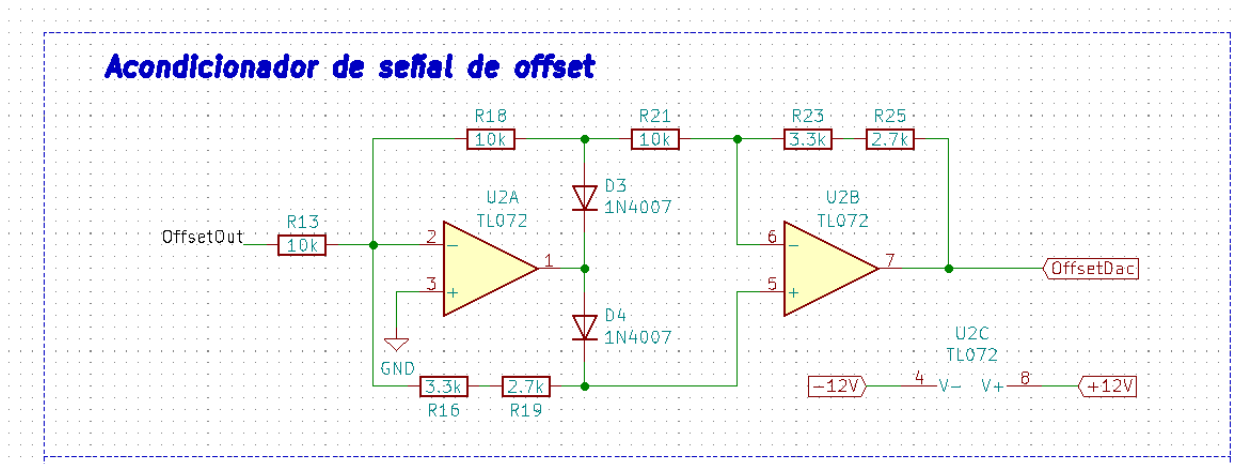 Acondicionador de señal de offset
R18
10k
R21
10k
R23
3.3k
R25
2.7k
D3
1N4007
U2A
TL072
U2B
TL072
OffsetOut
R13
10k
2
3
1
6
5
7
OffsetDac
GND
D4
1N4007
U2C
TL072
3.3k
R16
2.7k
R19
-12V
4
V-
V+
8
+12V